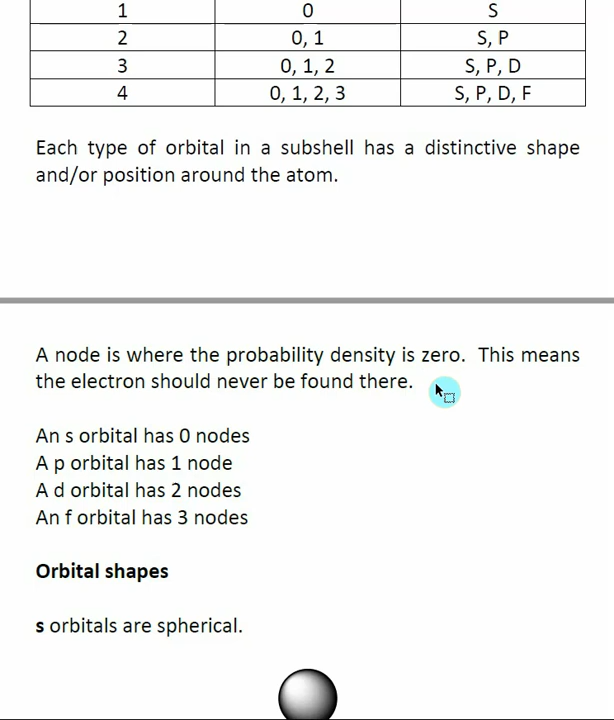 1 0 S
2 0, 1 S, P
3 0, 1, 2 S, P, D
4 0, 1, 2, 3 S, P, D, F
Each type of orbital in a subshell has a distinctive shape
and/or position around the atom.
A node is where the probability density is zero. This means
the electron should never be found there.
An s orbital has 0 nodes
A p orbital has 1 node
A d orbital has 2 nodes
An f orbital has 3 nodes
Orbital shapes
s orbitals are spherical.